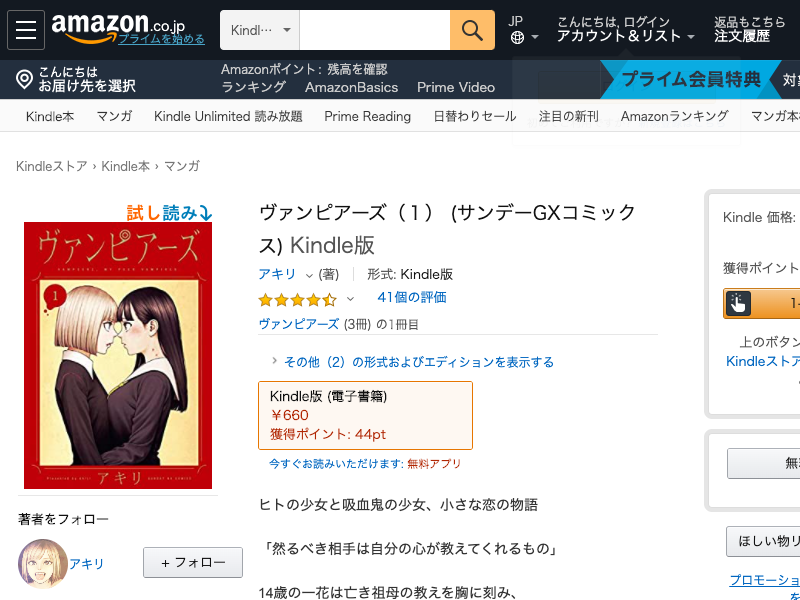 amazon.co.jp
プライムを始める
Kindl…
JP
こんにちは, ログイン
アカウント＆リスト
返品もこちら
注文履歴
こんにちは
お届け先を選択
Amazonポイント: 残高を確認
ランキング AmazonBasics Prime Video
プライム会員特典
Kindle本 マンガ Kindle Unlimited 読み放題 Prime Reading 日替わりセール 注目の新刊 Amazonランキング マンガ本
Kindleストア › Kindle本 › マンガ
試し読み
ヴァンピアーズ
1
アキリ
著者をフォロー
アキリ
+ フォロー
ヴァンピアーズ（１） (サンデーGXコミック
ス) Kindle版
アキリ (著) 形式: Kindle版
41個の評価
ヴァンピアーズ (3冊) の1冊目
› その他（2）の形式およびエディションを表示する
Kindle版 (電子書籍)
￥660
獲得ポイント: 44pt
今すぐお読みいただけます: 無料アプリ
ヒトの少女と吸血鬼の少女、小さな恋の物語
「然るべき相手は自分の心が教えてくれるもの」
14歳の一花は亡き祖母の教えを胸に刻み、
Kindle 価格:
獲得ポイント
1-
上のボタン
Kindleストア
無
ほしい物リ
プロモーショ
を